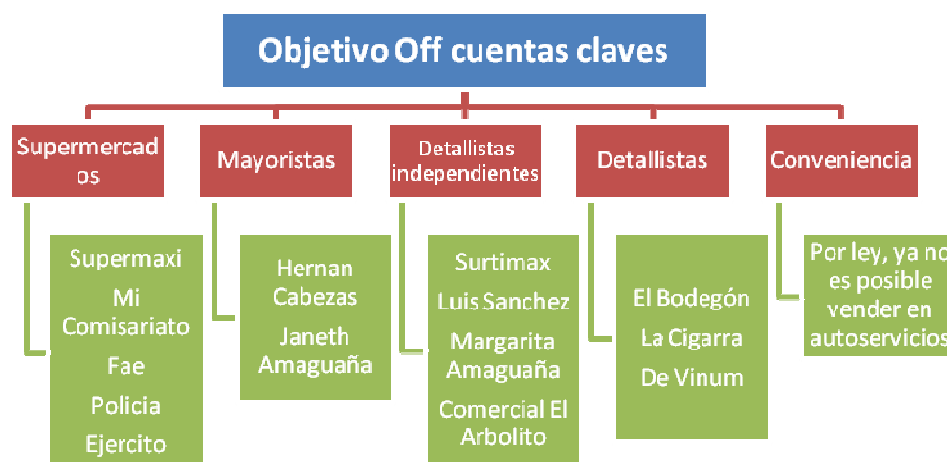 Objetivo Off cuentas claves
Supermercad
os
Supermaxi
Mi
Comisariato
Fae
Policia
Ejercito
Mayoristas
Hernan
Cabezas
Janeth
Amaguaña
Detallistas
independientes
Surtimax
Luis Sanchez
Margarita
Amaguaña
Comercial El
Arbolito
Detallistas
El Bodegón
La Cigarra
De Vinum
Conveniencia
Por ley, ya no
es posible
vender en
autoservicios